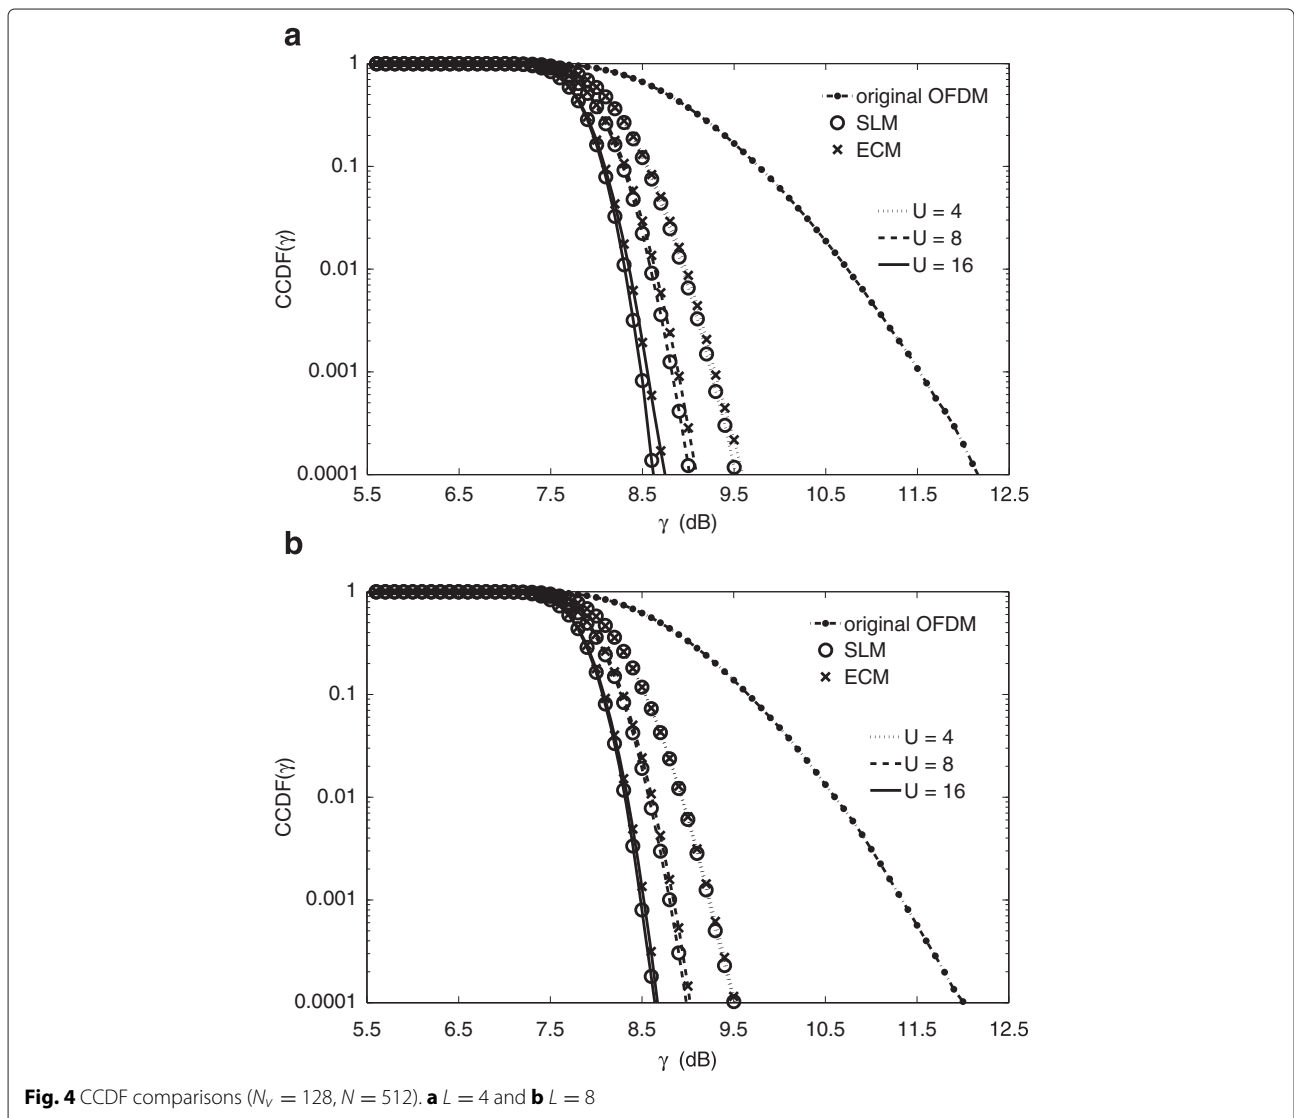 a
1
0.1
0.01
0.001
0.0001
CCDF(γ)
original OFDM
SLM
ECM
U = 4
U = 8
U = 16
5.5 6.5 7.5 8.5 9.5 10.5 11.5 12.5
γ (dB)
b
1
0.1
0.01
0.001
0.0001
CCDF(γ)
original OFDM
SLM
ECM
U = 4
U = 8
U = 16
5.5 6.5 7.5 8.5 9.5 10.5 11.5 12.5
γ (dB)
Fig. 4 CCDF comparisons (Nᵥ = 128, N = 512). a L = 4 and b L = 8